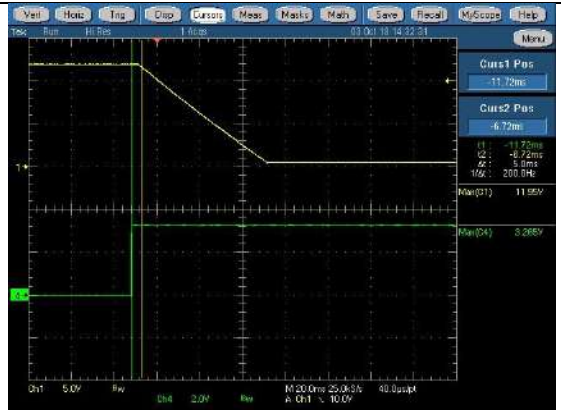 Vert Horiz Trig Disp Cursors Meas Masks Math Save Recall MyScope Help
Tek Run Hi Res 1 Acqs 03 Oct 18 14:32:31
Menu
Curs1 Pos
-11.72ms
Curs2 Pos
-6.72ms
t1: -11.72ms
t2: -6.72ms
Δt: 5.0ms
1/Δt: 200.0Hz
Max(C1) 11.95V
Max(C4) 3.265V
1
4
Ch1 5.0V Bw
Ch4 2.0V Bw
M 20.0ms 25.0kS/s 40.0µs/pt
A Ch1 10.0V